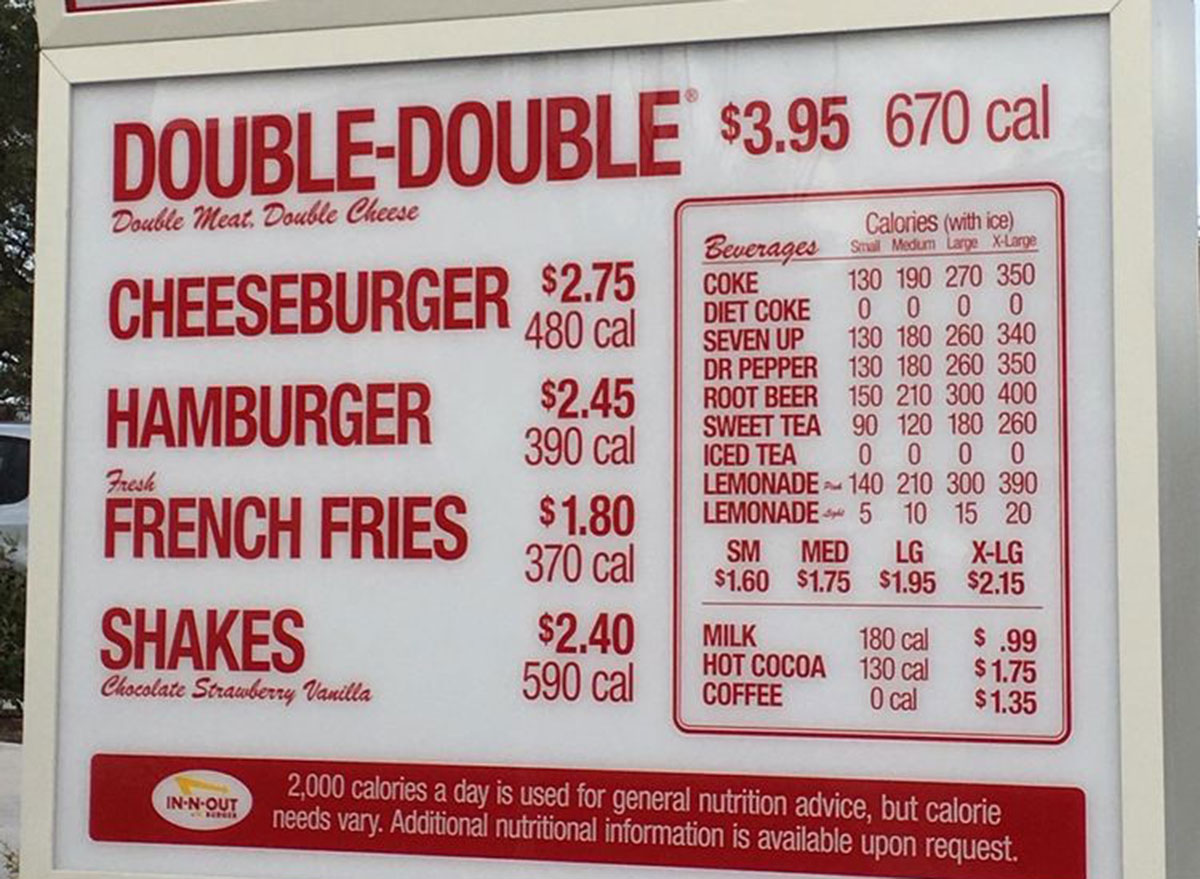 DOUBLE-DOUBLE® $3.95 670 cal
Double Meat, Double Cheese
CHEESEBURGER $2.75
480 cal
HAMBURGER $2.45
390 cal
Fresh
FRENCH FRIES $1.80
370 cal
SHAKES $2.40
Chocolate Strawberry Vanilla 590 cal
Calories (with ice)
Beverages Small Medium Large X-Large
COKE 130 190 270 350
DIET COKE 0 0 0 0
SEVEN UP 130 180 260 340
DR PEPPER 130 180 260 350
ROOT BEER 150 210 300 400
SWEET TEA 90 120 180 260
ICED TEA 0 0 0 0
LEMONADE Pink 140 210 300 390
LEMONADE Light 5 10 15 20
SM MED LG X-LG
$1.60 $1.75 $1.95 $2.15
MILK 180 cal $ .99
HOT COCOA 130 cal $1.75
COFFEE 0 cal $1.35
IN-N-OUT
BURGER
2,000 calories a day is used for general nutrition advice, but calorie
needs vary. Additional nutritional information is available upon request.